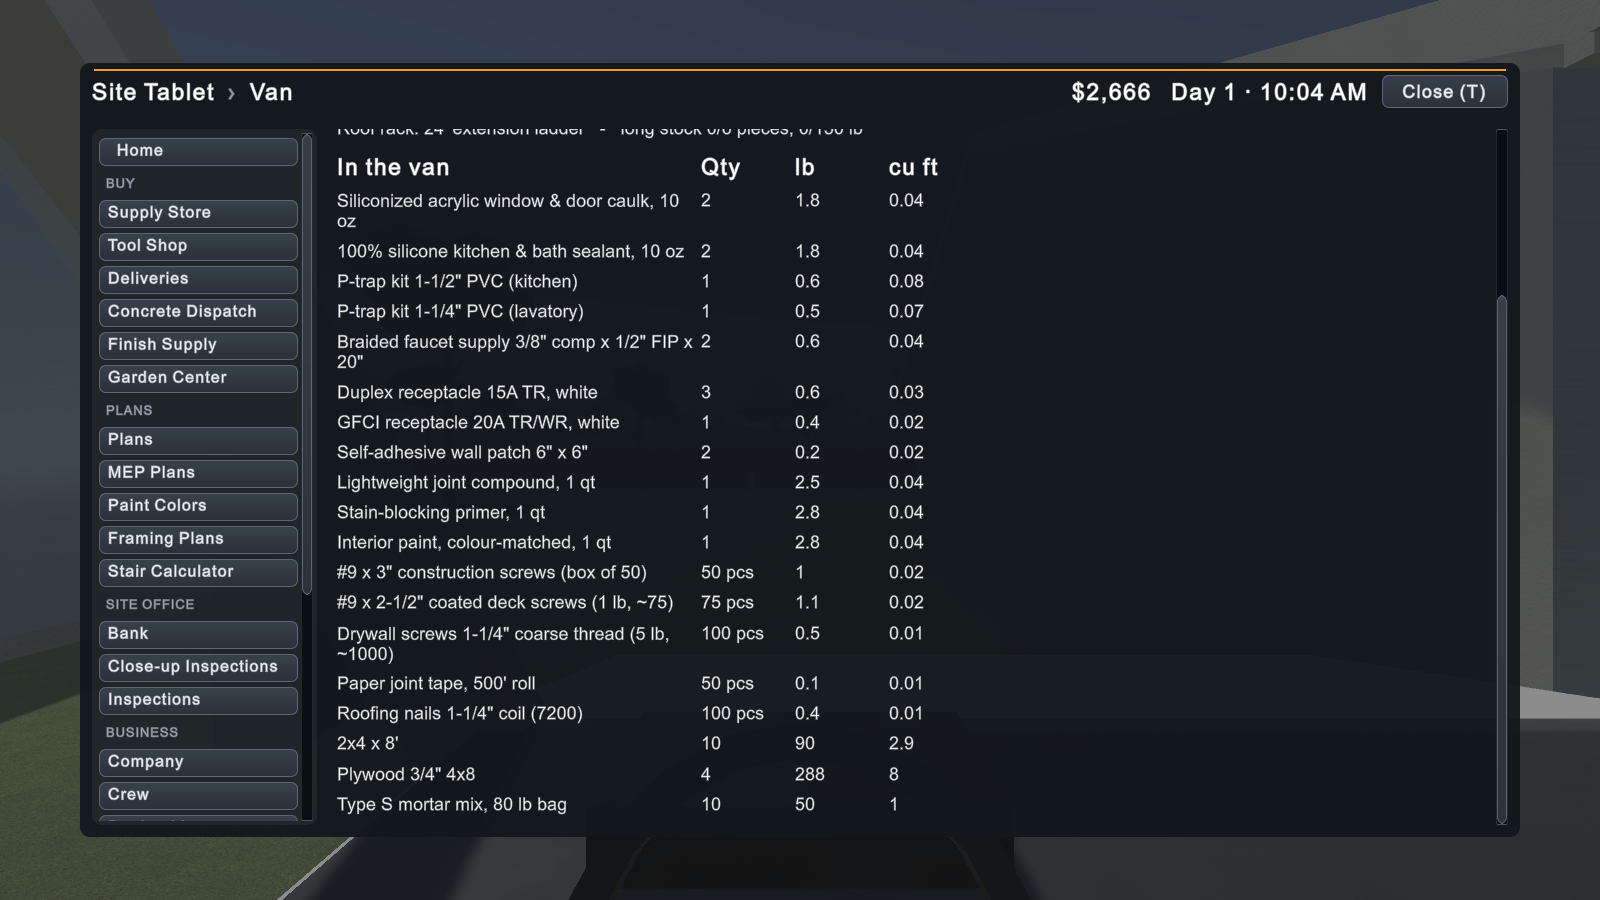 Site Tablet › Van
$2,666 Day 1 · 10:04 AM Close (T)
Home
BUY
Supply Store
Tool Shop
Deliveries
Concrete Dispatch
Finish Supply
Garden Center
PLANS
Plans
MEP Plans
Paint Colors
Framing Plans
Stair Calculator
SITE OFFICE
Bank
Close-up Inspections
Inspections
BUSINESS
Company
Crew
Roof rack: 24' extension ladder - long stock 0/6 pieces, 0/150 lb
In the van Qty lb cu ft
Siliconized acrylic window & door caulk, 10 2 1.8 0.04
oz
100% silicone kitchen & bath sealant, 10 oz 2 1.8 0.04
P-trap kit 1-1/2" PVC (kitchen) 1 0.6 0.08
P-trap kit 1-1/4" PVC (lavatory) 1 0.5 0.07
Braided faucet supply 3/8" comp x 1/2" FIP x 2 0.6 0.04
20"
Duplex receptacle 15A TR, white 3 0.6 0.03
GFCI receptacle 20A TR/WR, white 1 0.4 0.02
Self-adhesive wall patch 6" x 6" 2 0.2 0.02
Lightweight joint compound, 1 qt 1 2.5 0.04
Stain-blocking primer, 1 qt 1 2.8 0.04
Interior paint, colour-matched, 1 qt 1 2.8 0.04
#9 x 3" construction screws (box of 50) 50 pcs 1 0.02
#9 x 2-1/2" coated deck screws (1 lb, ~75) 75 pcs 1.1 0.02
Drywall screws 1-1/4" coarse thread (5 lb, 100 pcs 0.5 0.01
~1000)
Paper joint tape, 500' roll 50 pcs 0.1 0.01
Roofing nails 1-1/4" coil (7200) 100 pcs 0.4 0.01
2x4 x 8' 10 90 2.9
Plywood 3/4" 4x8 4 288 8
Type S mortar mix, 80 lb bag 10 50 1